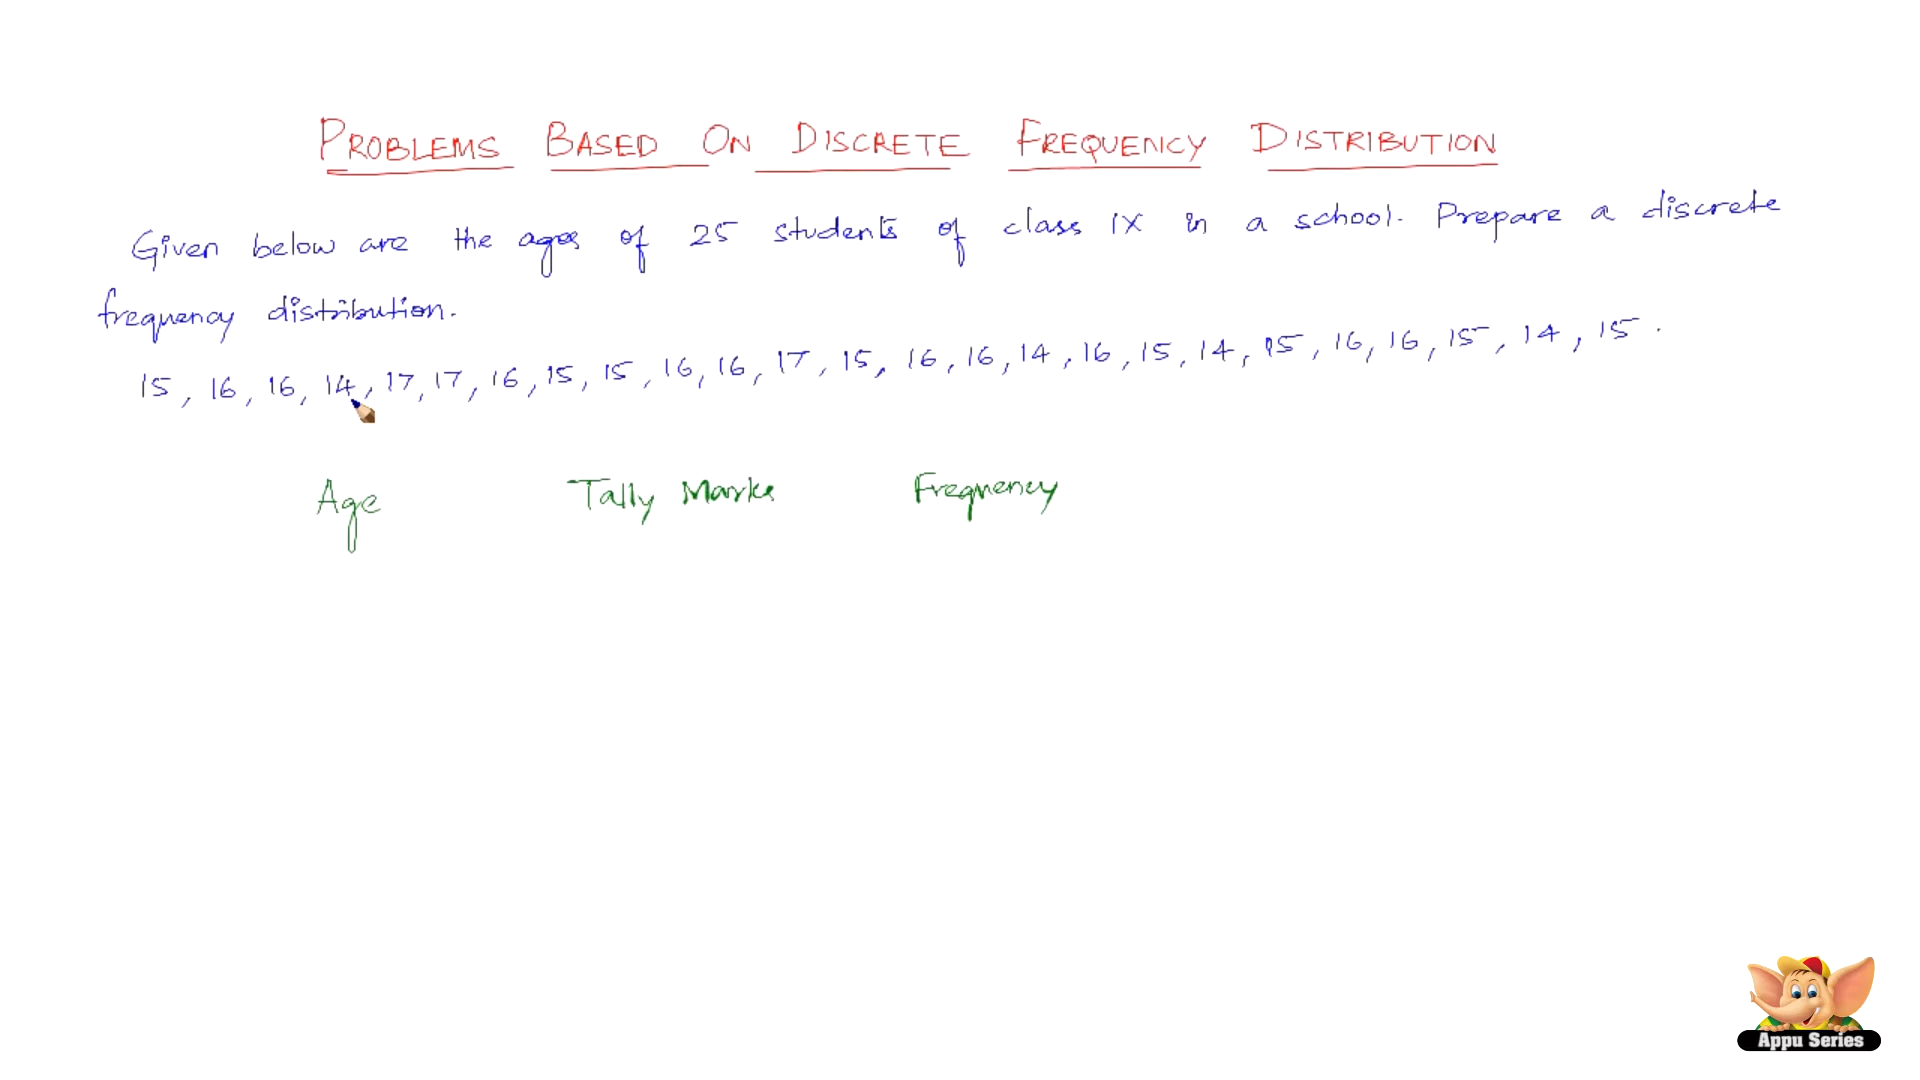 PROBLEMS BASED ON DISCRETE FREQUENCY DISTRIBUTION
Given below are the ages of 25 students of class IX in a school. Prepare a discrete
frequency distribution.
15, 16, 16, 14, 17, 17, 16, 15, 15, 16, 16, 17, 15, 16, 16, 14, 16, 15, 14, 15, 16, 16, 15, 14, 15.
Age Tally Marks Frequency
Appu Series